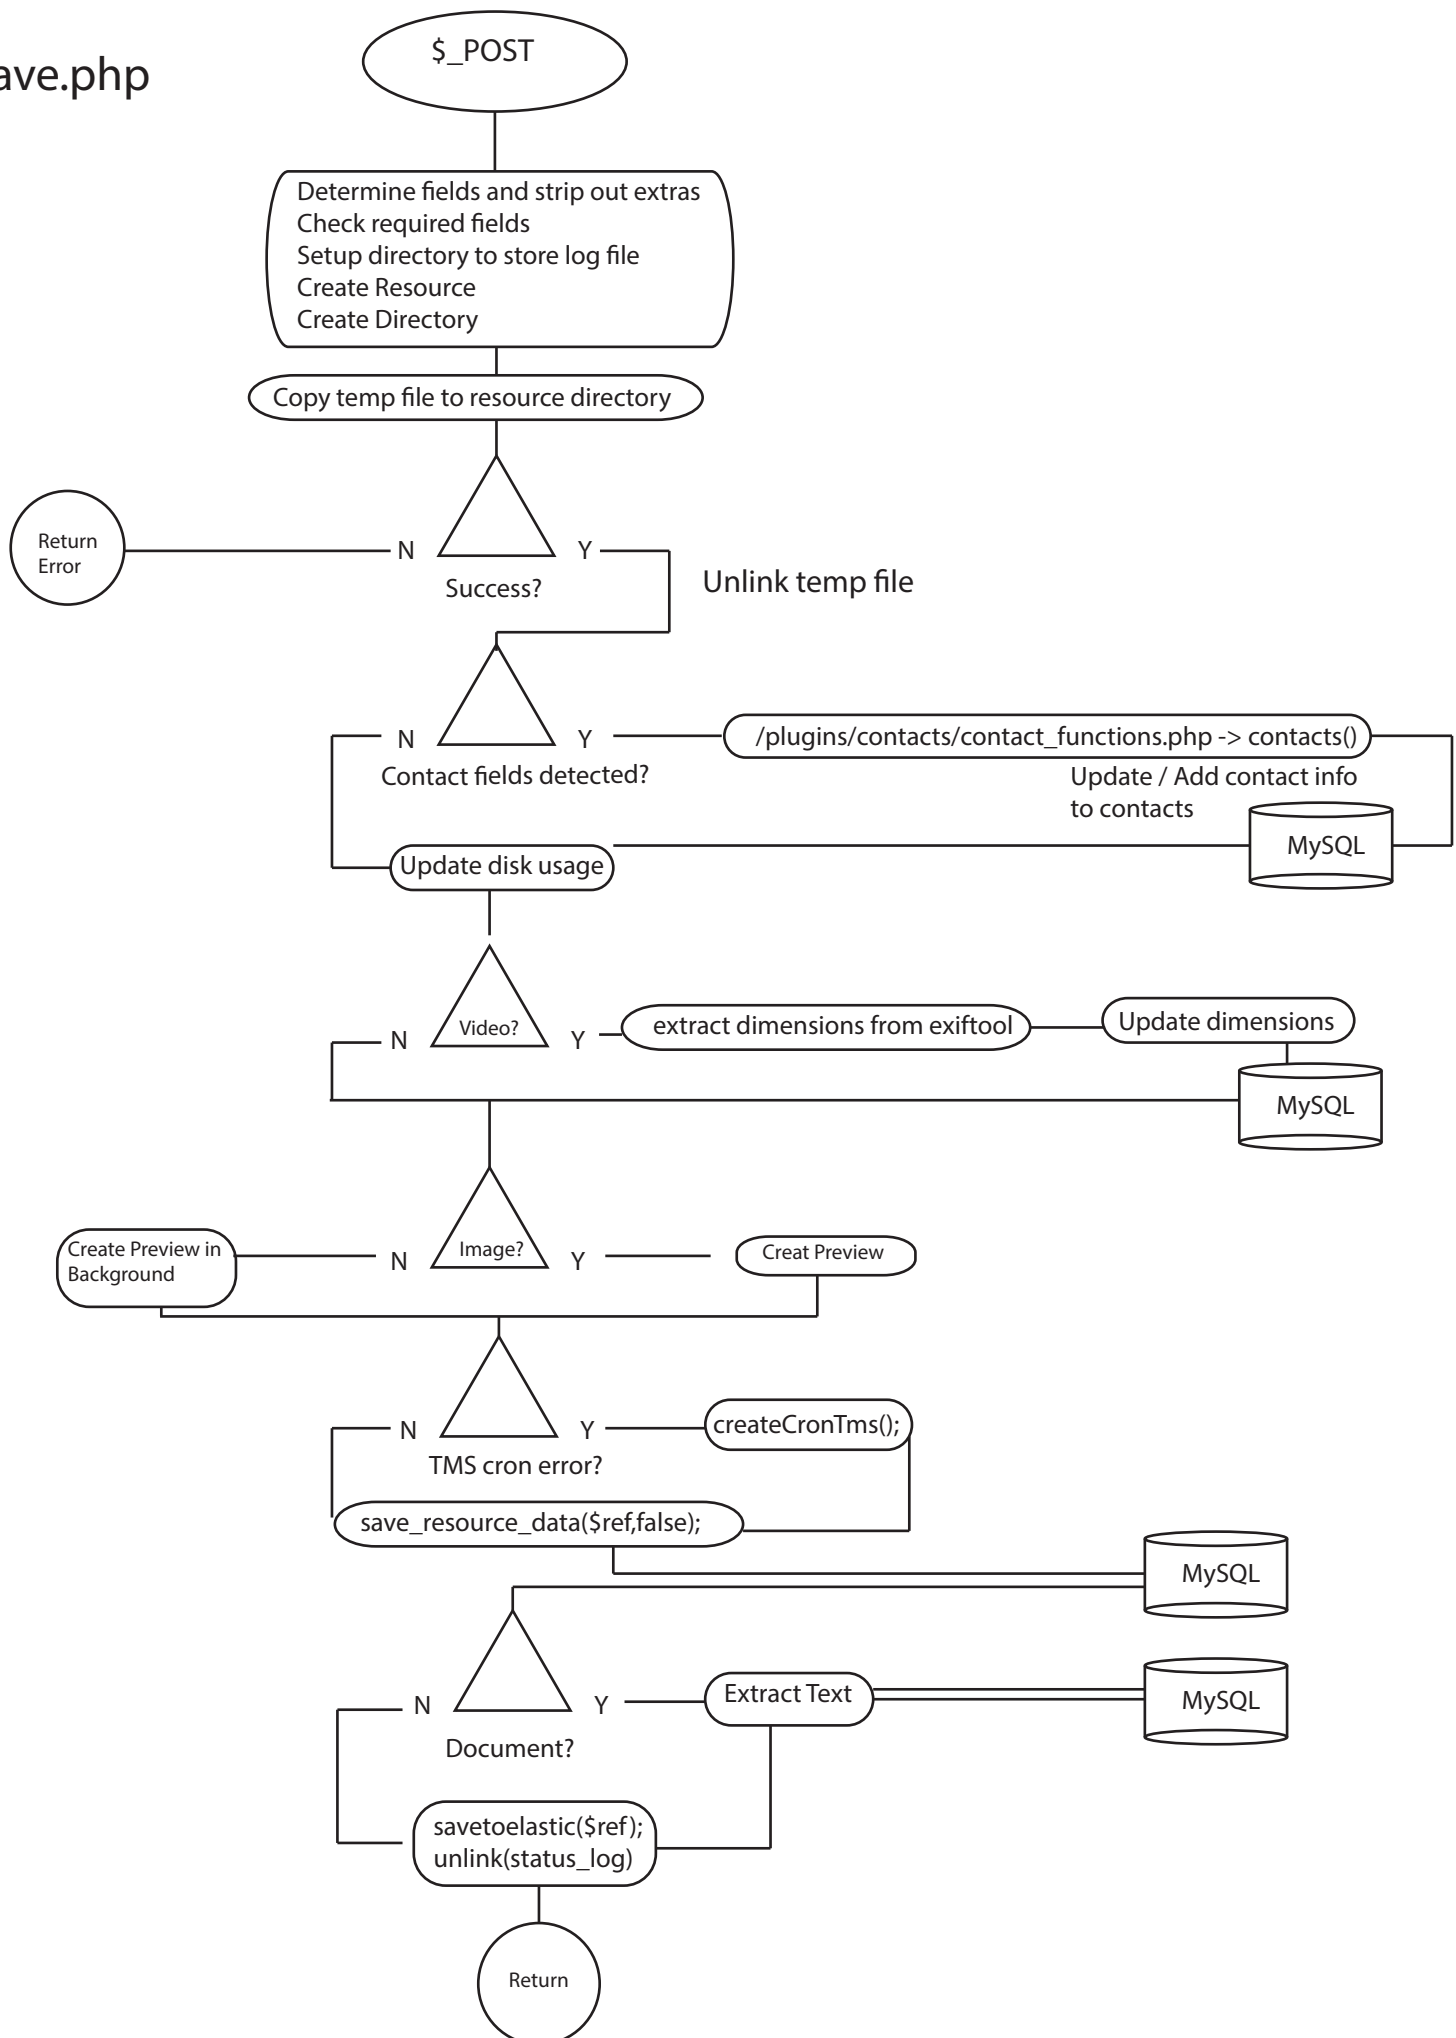 $_POST
ave.php
Determine fields and strip out extras
Check required fields
Setup directory to store log file
Create Resource
Create Directory
Copy temp file to resource directory
Return
Error
N
Y
Success?
Unlink temp file
N
Y
/plugins/contacts/contact_functions.php -> contacts()
Contact fields detected?
Update / Add contact info
to contacts
MySQL
Update disk usage
N
Video?
Y
extract dimensions from exiftool
Update dimensions
MySQL
Create Preview in
Background
N
Image?
Y
Creat Preview
N
Y
createCronTms();
TMS cron error?
save_resource_data($ref,false);
MySQL
N
Y
Extract Text
MySQL
Document?
savetoelastic($ref);
unlink(status_log)
Return